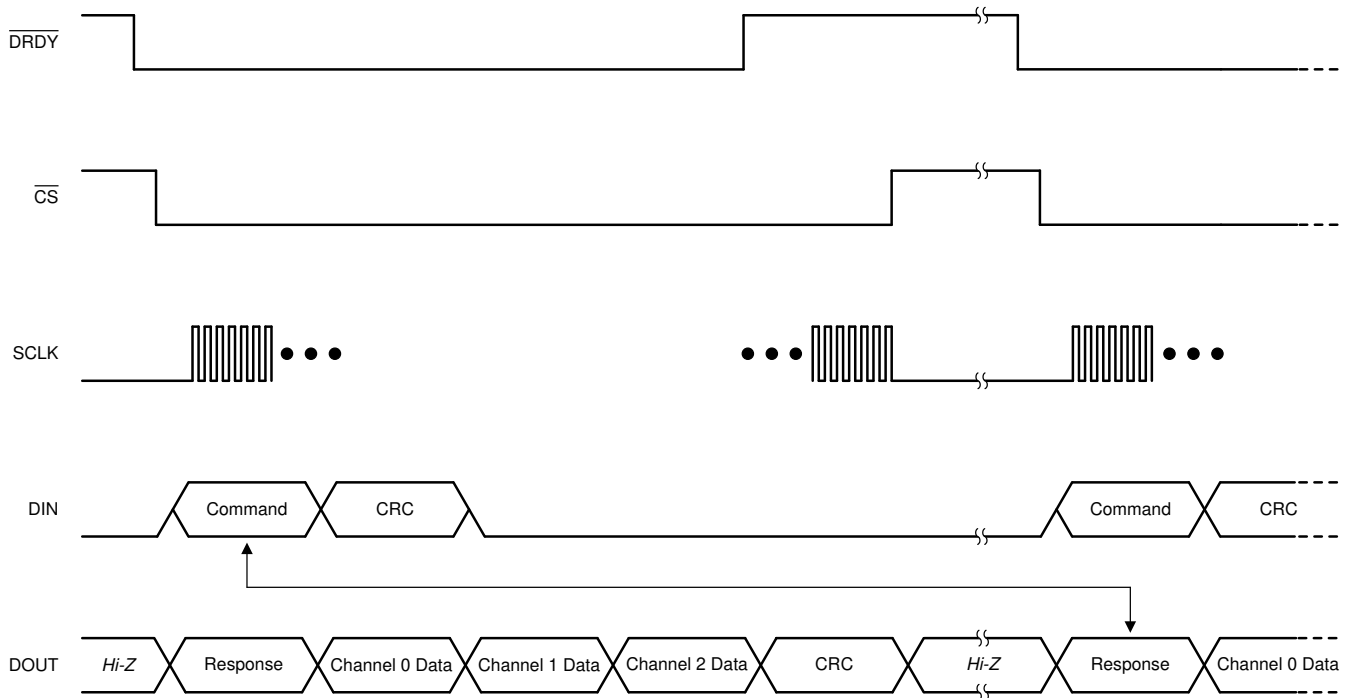 DRDY
CS
SCLK
DIN
Command
CRC
Command
CRC
DOUT
Hi-Z
Response
Channel 0 Data
Channel 1 Data
Channel 2 Data
CRC
Hi-Z
Response
Channel 0 Data